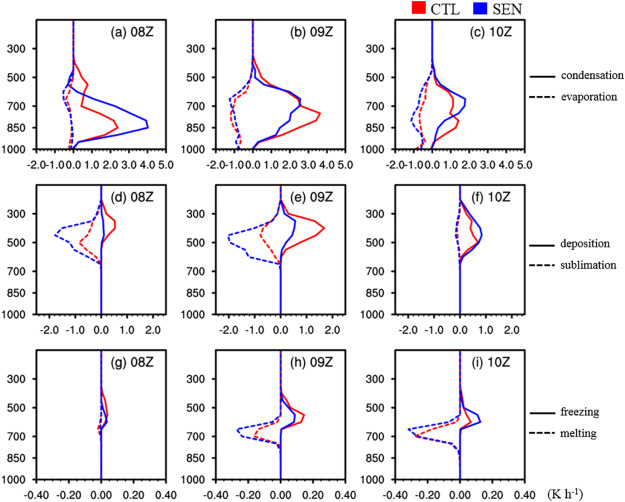 CTL SEN
(a) 08Z (b) 09Z (c) 10Z
300 300 300
500 500 500
700 700 700
850 850 850
1000 1000 1000
-2.0 -1.0 0.0 1.0 2.0 3.0 4.0 5.0 -2.0 -1.0 0.0 1.0 2.0 3.0 4.0 5.0 -2.0 -1.0 0.0 1.0 2.0 3.0 4.0 5.0
condensation
evaporation
(d) 08Z (e) 09Z (f) 10Z
300 300 300
500 500 500
700 700 700
850 850 850
1000 1000 1000
-2.0 -1.0 0.0 1.0 2.0 -2.0 -1.0 0.0 1.0 2.0 -2.0 -1.0 0.0 1.0 2.0
deposition
sublimation
(g) 08Z (h) 09Z (i) 10Z
300 300 300
500 500 500
700 700 700
850 850 850
1000 1000 1000
-0.40 -0.20 0.00 0.20 0.40 -0.40 -0.20 0.00 0.20 0.40 -0.40 -0.20 0.00 0.20 0.40
freezing
melting
(K h-1)